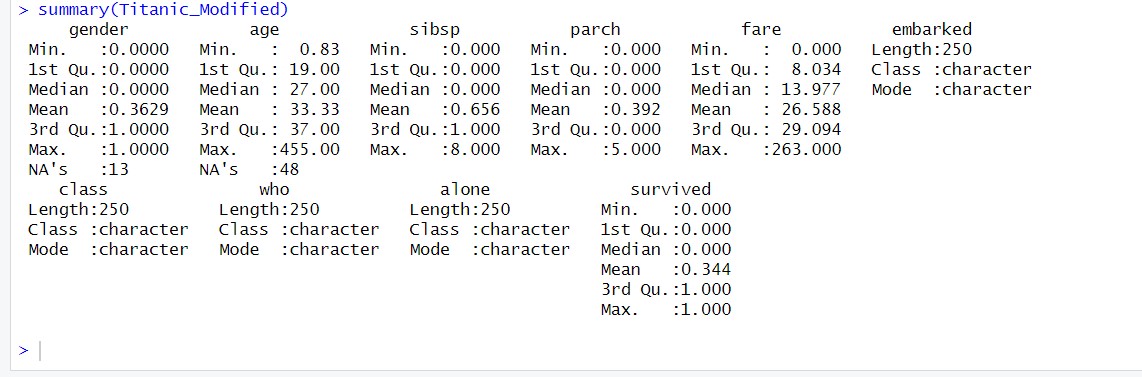 > summary(Titanic_Modified)
     gender            age             sibsp           parch            fare           embarked
 Min.   :0.0000   Min.   :  0.83   Min.   :0.000   Min.   :0.000   Min.   :  0.000   Length:250
 1st Qu.:0.0000   1st Qu.: 19.00   1st Qu.:0.000   1st Qu.:0.000   1st Qu.:  8.034   Class :character
 Median :0.0000   Median : 27.00   Median :0.000   Median :0.000   Median : 13.977   Mode  :character
 Mean   :0.3629   Mean   : 33.33   Mean   :0.656   Mean   :0.392   Mean   : 26.588
 3rd Qu.:1.0000   3rd Qu.: 37.00   3rd Qu.:1.000   3rd Qu.:0.000   3rd Qu.: 29.094
 Max.   :1.0000   Max.   :455.00   Max.   :8.000   Max.   :5.000   Max.   :263.000
 NA's   :13       NA's   :48
    class               who               alone              survived
 Length:250         Length:250         Length:250         Min.   :0.000
 Class :character   Class :character   Class :character   1st Qu.:0.000
 Mode  :character   Mode  :character   Mode  :character   Median :0.000
                                                          Mean   :0.344
                                                          3rd Qu.:1.000
                                                          Max.   :1.000
>